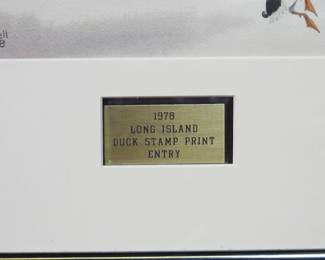 1978
LONG ISLAND
DUCK STAMP PRINT
ENTRY